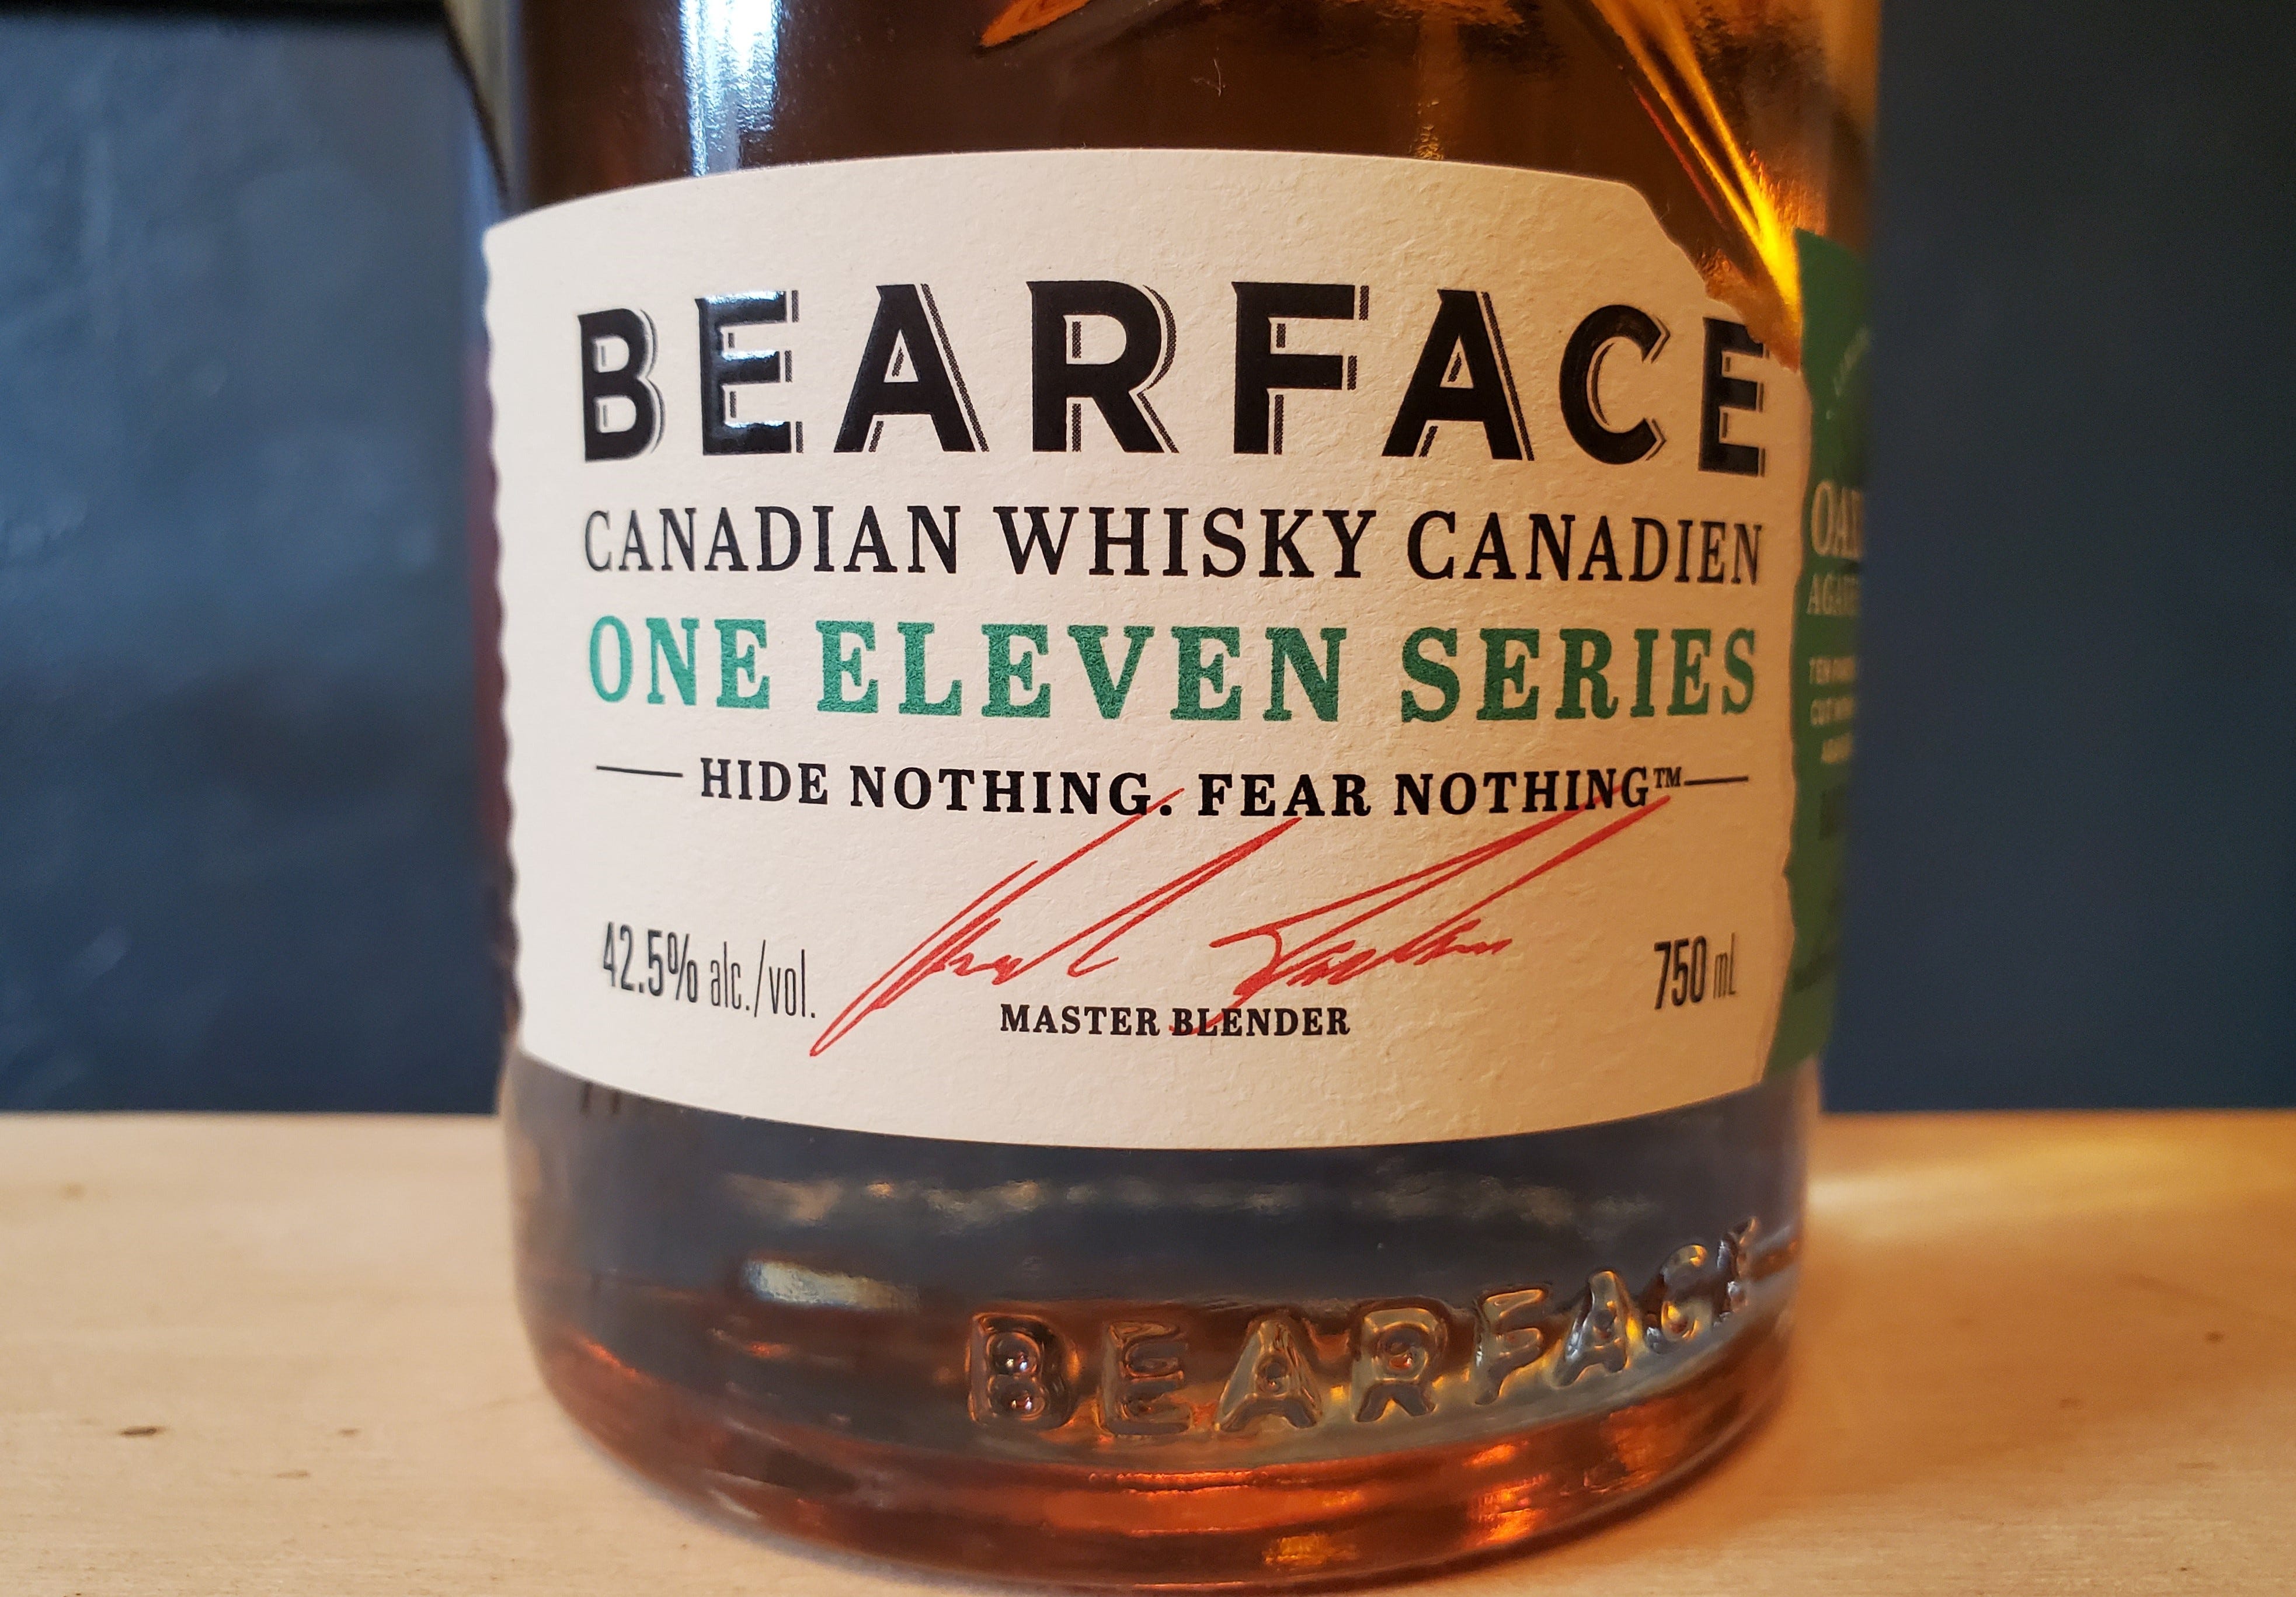 BEARFACE
CANADIAN WHISKY CANADIEN
ONE ELEVEN SERIES
HIDE NOTHING. FEAR NOTHING™
42.5% alc./vol.
750 mL
MASTER BLENDER
BEARFACE